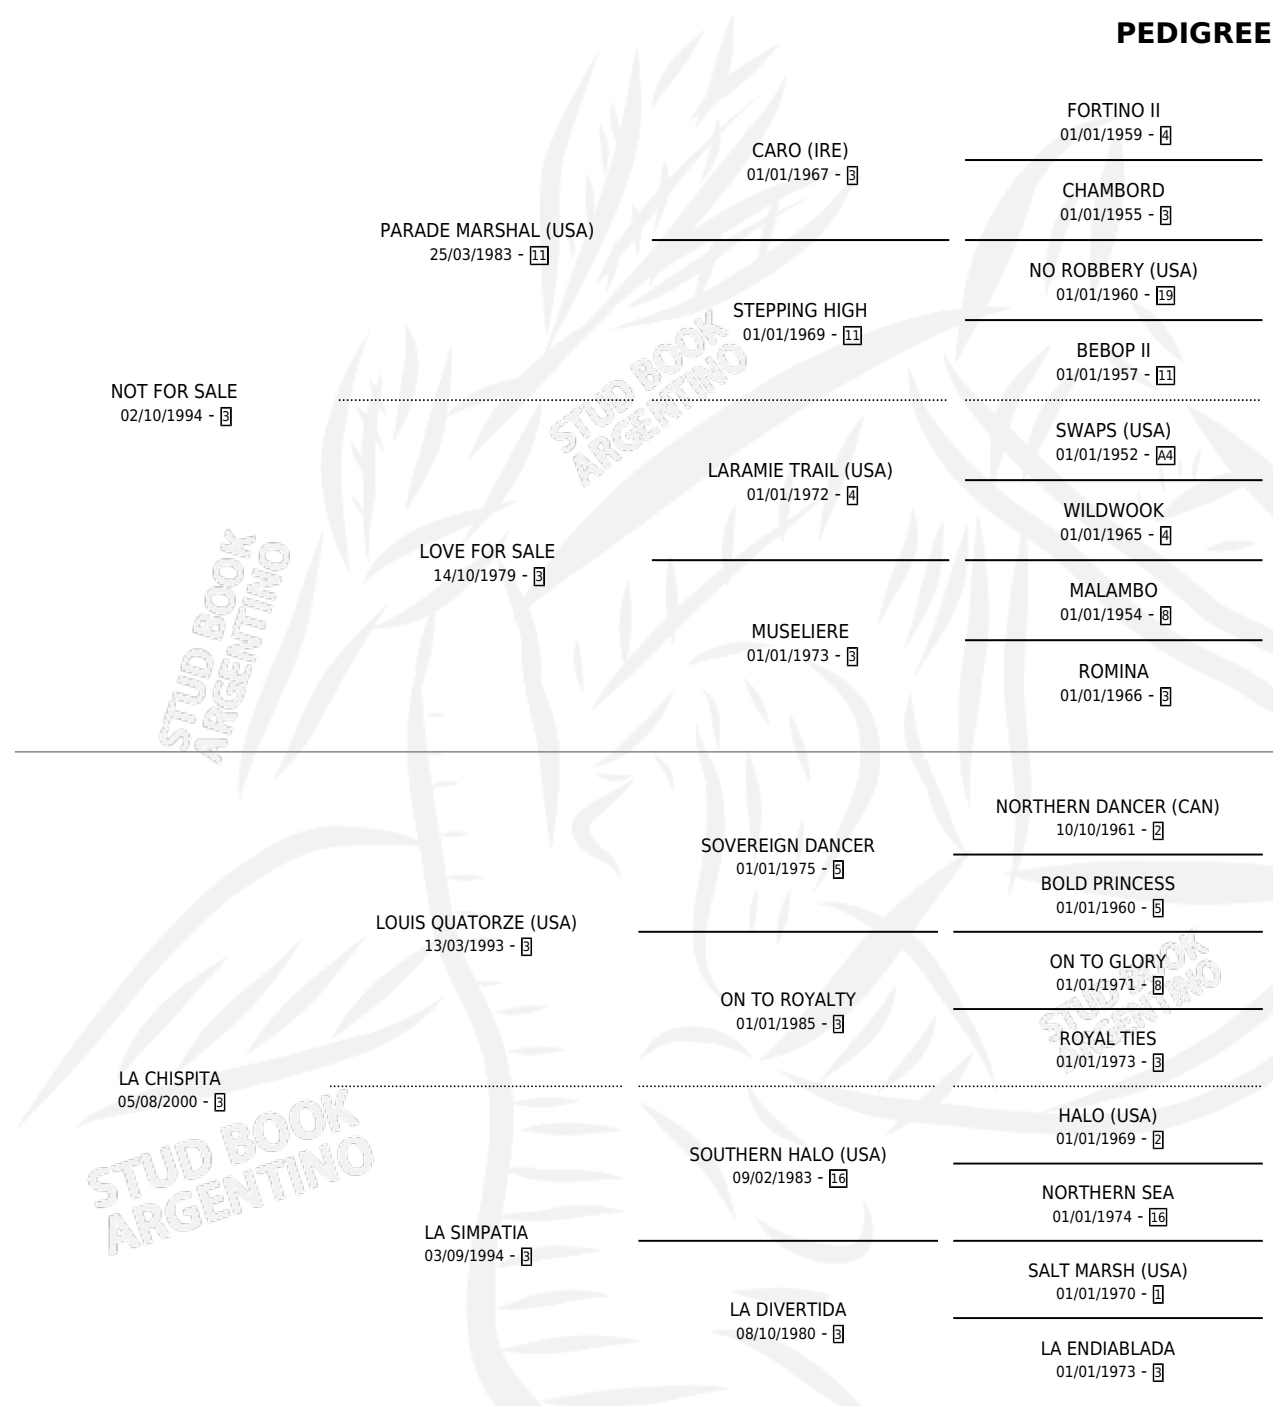 PEDIGREE
FORTINO II
01/01/1959 - 4
CARO (IRE)
01/01/1967 - 3
CHAMBORD
01/01/1955 - 3
PARADE MARSHAL (USA)
25/03/1983 - 11
NO ROBBERY (USA)
01/01/1960 - 19
STEPPING HIGH
01/01/1969 - 11
BEBOP II
01/01/1957 - 11
NOT FOR SALE
02/10/1994 - 3
SWAPS (USA)
01/01/1952 - A4
LARAMIE TRAIL (USA)
01/01/1972 - 4
WILDWOOK
01/01/1965 - 4
LOVE FOR SALE
14/10/1979 - 3
MALAMBO
01/01/1954 - 8
MUSELIERE
01/01/1973 - 3
ROMINA
01/01/1966 - 3
NORTHERN DANCER (CAN)
10/10/1961 - 2
SOVEREIGN DANCER
01/01/1975 - 5
BOLD PRINCESS
01/01/1960 - 5
LOUIS QUATORZE (USA)
13/03/1993 - 3
ON TO GLORY
01/01/1971 - 8
ON TO ROYALTY
01/01/1985 - 3
ROYAL TIES
01/01/1973 - 3
LA CHISPITA
05/08/2000 - 3
HALO (USA)
01/01/1969 - 2
SOUTHERN HALO (USA)
09/02/1983 - 16
NORTHERN SEA
01/01/1974 - 16
LA SIMPATIA
03/09/1994 - 3
SALT MARSH (USA)
01/01/1970 - 1
LA DIVERTIDA
08/10/1980 - 3
LA ENDIABLADA
01/01/1973 - 3
STUD BOOK
ARGENTINO
STUD BOOK
ARGENTINO
STUD BOOK
ARGENTINO
STUD BOOK
ARGENTINO